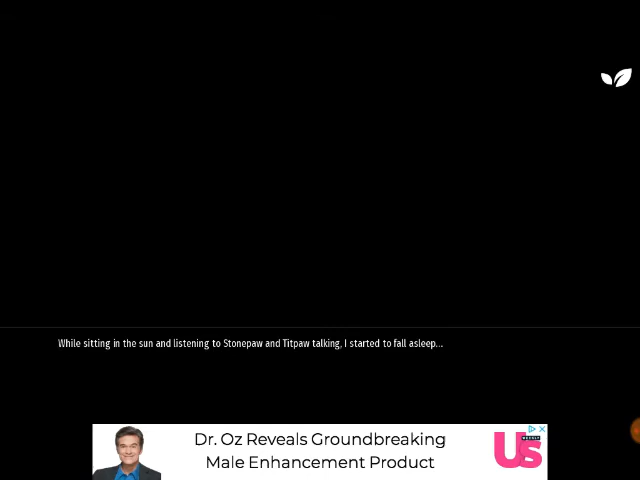 While sitting in the sun and listening to Stonepaw and Titpaw talking, I started to fall asleep...
Dr. Oz Reveals Groundbreaking
Male Enhancement Product
Us
WEEKLY